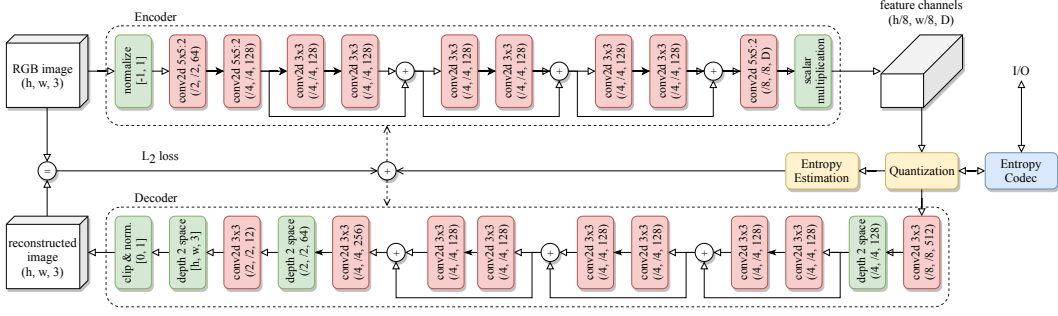 feature channels
(h/8, w/8, D)
Encoder
RGB image
(h, w, 3)
normalize
[-1, 1]
conv2d 5x5:2
(/2, /2, 64)
conv2d 5x5:2
(/4, /4, 128)
conv2d 3x3
(/4, /4, 128)
conv2d 3x3
(/4, /4, 128)
+
conv2d 3x3
(/4, /4, 128)
conv2d 3x3
(/4, /4, 128)
+
conv2d 3x3
(/4, /4, 128)
conv2d 3x3
(/4, /4, 128)
+
conv2d 5x5:2
(/8, /8, D)
scalar
multiplication
I/O
=
L2 loss
+
Entropy
Estimation
Quantization
Entropy
Codec
Decoder
reconstructed
image
(h, w, 3)
clip & norm.
[0, 1]
depth 2 space
[h, w, 3]
conv2d 3x3
(/2, /2, 12)
depth 2 space
(/2, /2, 64)
conv2d 3x3
(/4, /4, 256)
+
conv2d 3x3
(/4, /4, 128)
conv2d 3x3
(/4, /4, 128)
+
conv2d 3x3
(/4, /4, 128)
conv2d 3x3
(/4, /4, 128)
+
conv2d 3x3
(/4, /4, 128)
conv2d 3x3
(/4, /4, 128)
depth 2 space
(/4, /4, 128)
conv2d 3x3
(/8, /8, 512)